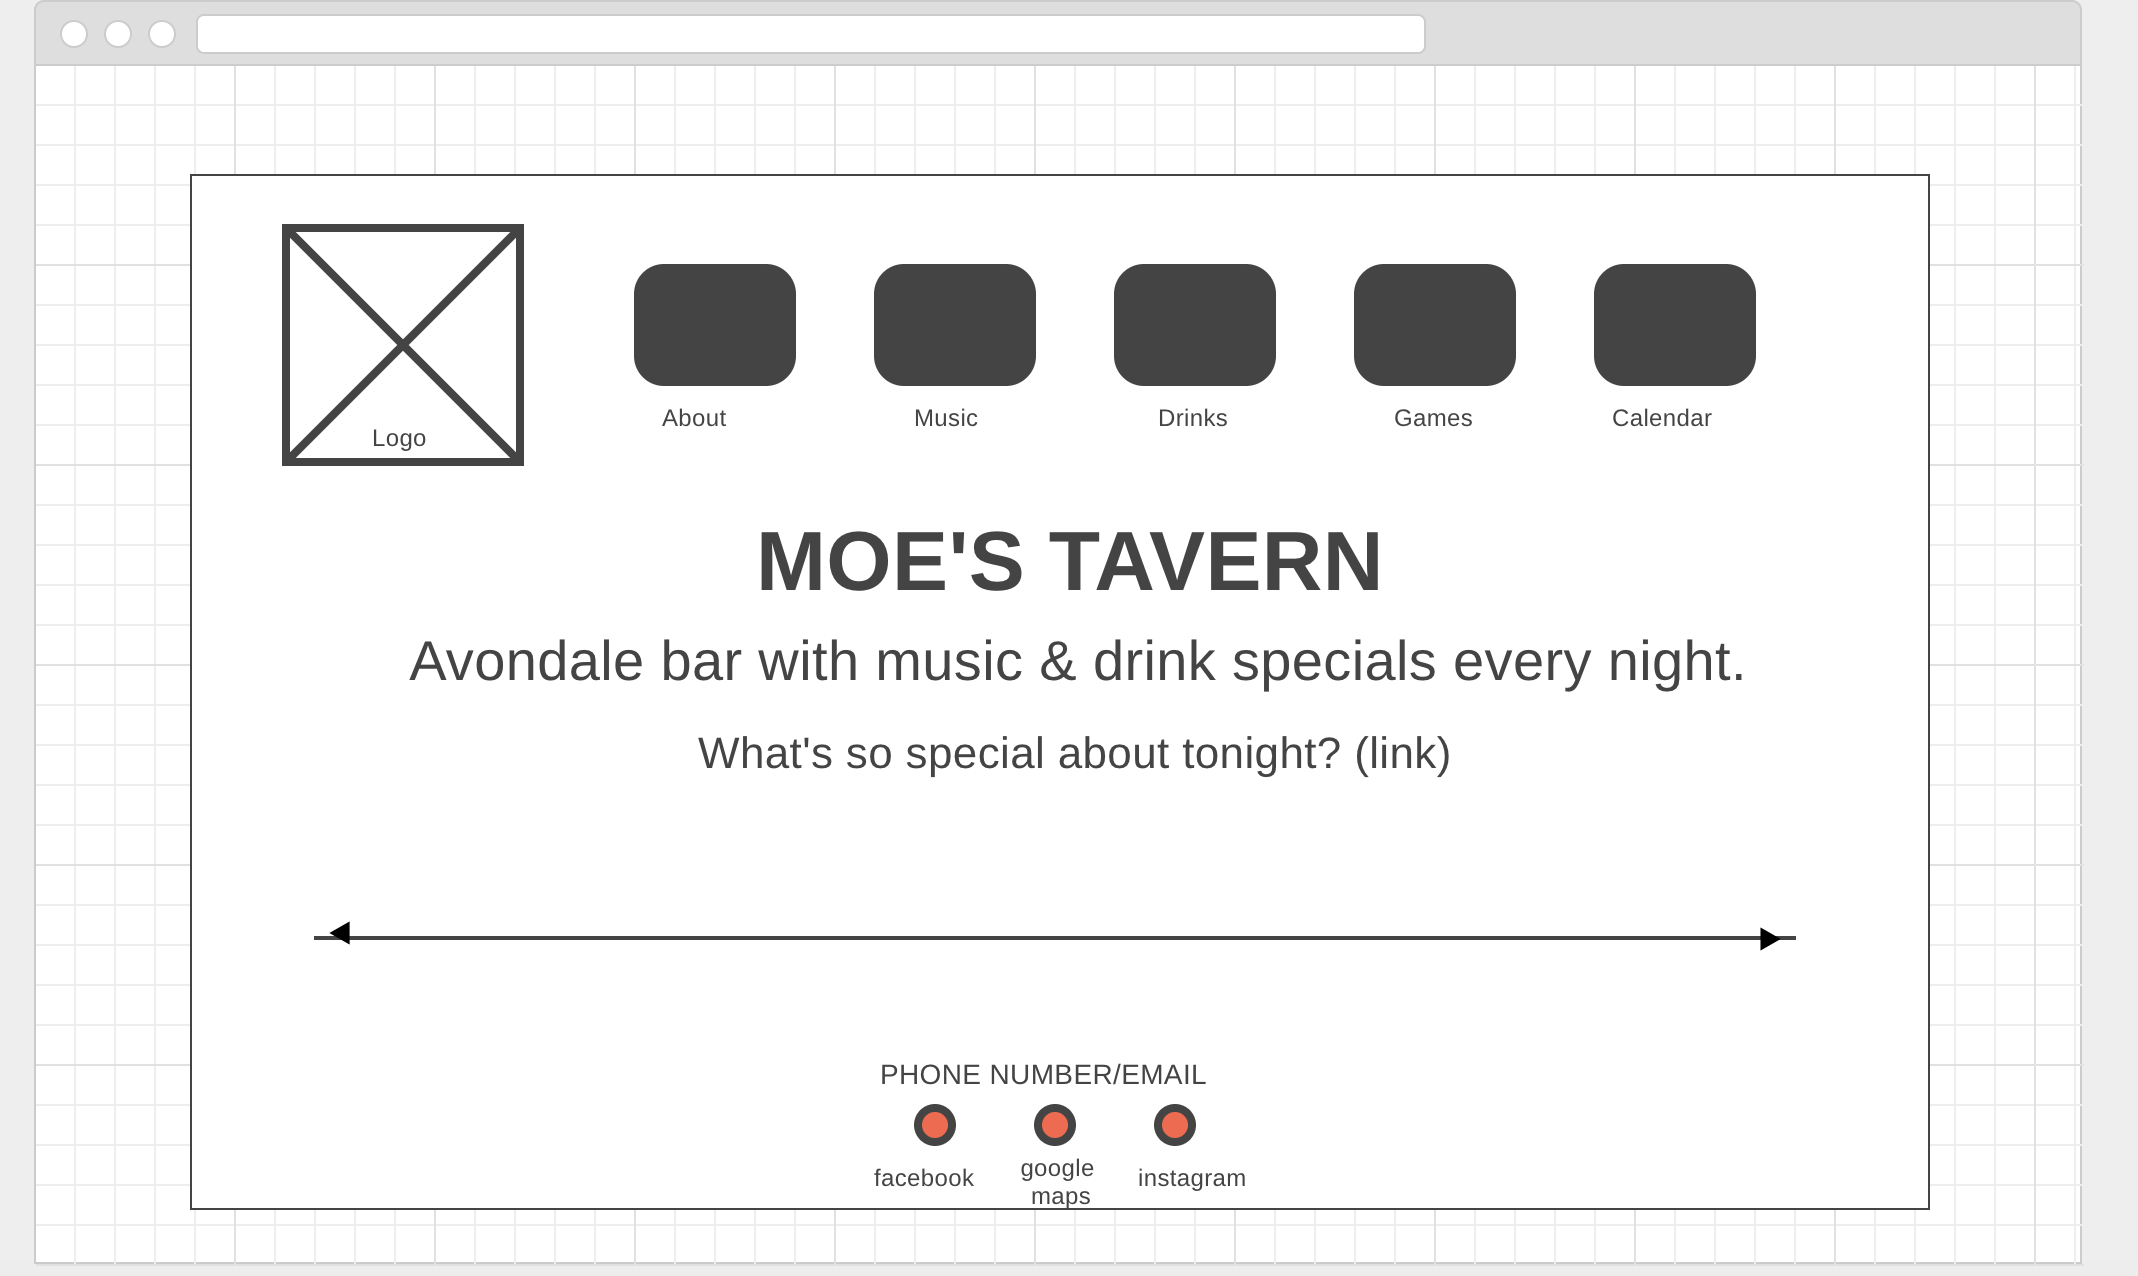 Logo
About
Music
Drinks
Games
Calendar
MOE'S TAVERN
Avondale bar with music & drink specials every night.
What's so special about tonight? (link)
PHONE NUMBER/EMAIL
facebook
google
maps
instagram